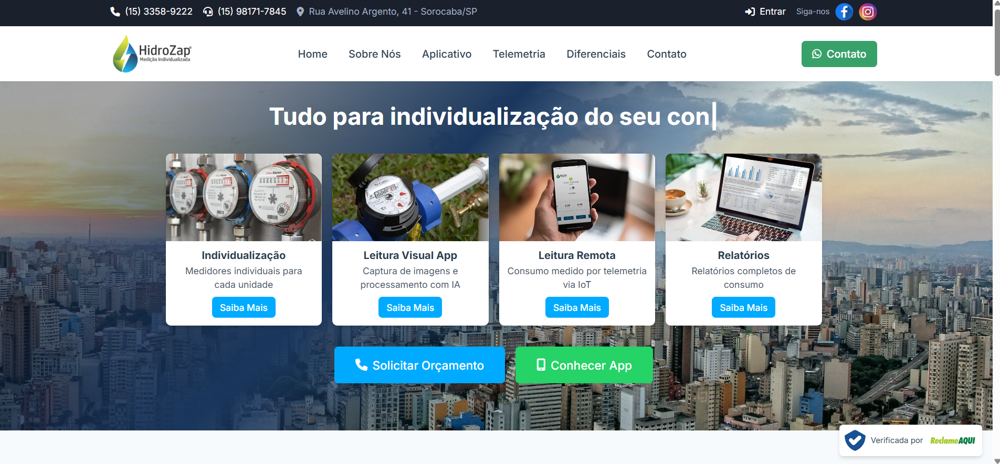 (15) 3358-9222 (15) 98171-7845 Rua Avelino Argento, 41 - Sorocaba/SP Entrar Siga-nos
HidroZap®
Medição Individualizada
Home Sobre Nós Aplicativo Telemetria Diferenciais Contato
Contato
Tudo para individualização do seu con|
Individualização
Medidores individuais para
cada unidade
Saiba Mais
Leitura Visual App
Captura de imagens e
processamento com IA
Saiba Mais
Leitura Remota
Consumo medido por telemetria
via IoT
Saiba Mais
Relatórios
Relatórios completos de
consumo
Saiba Mais
Solicitar Orçamento
Conhecer App
Verificada por ReclameAQUI